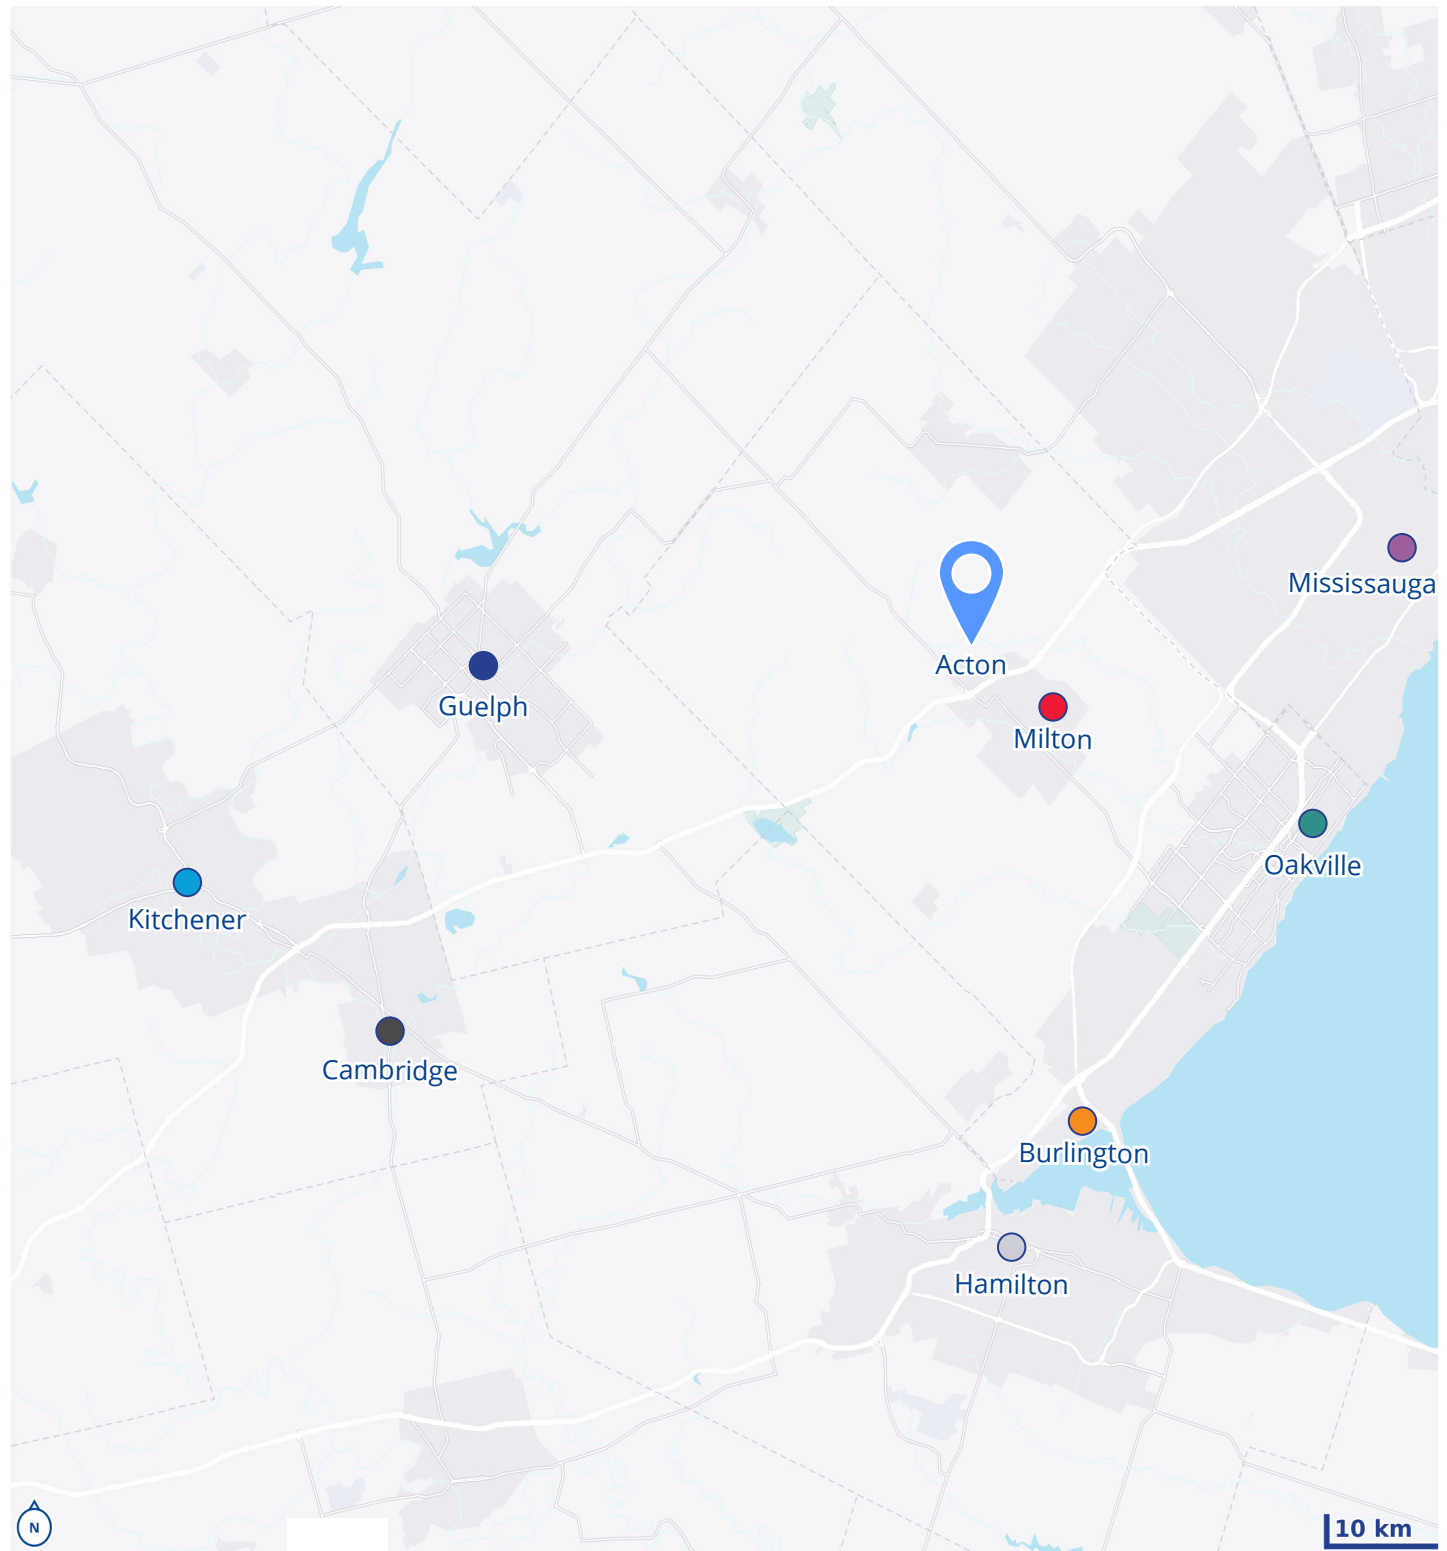 Mississauga
Acton
Guelph
Milton
Oakville
Kitchener
Cambridge
Burlington
Hamilton
N
10 km